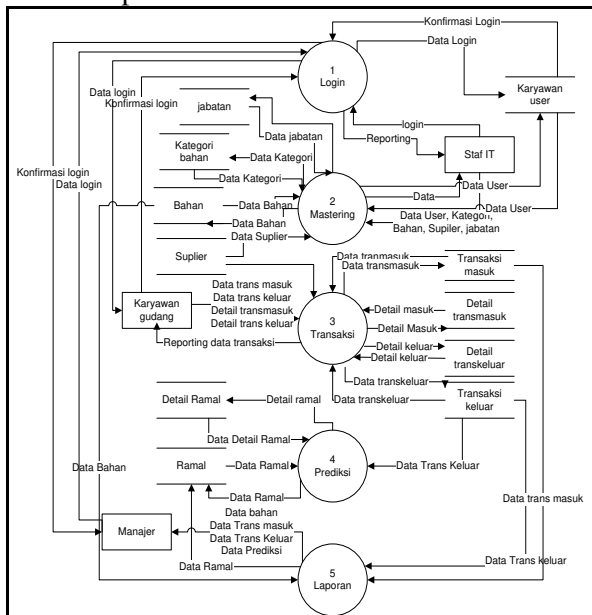 Konfirmasi Login
Data Login
1
Login
Karyawan
user
Data login
Konfirmasi login
jabatan
Data jabatan
login
Reporting
Staf IT
Kategori
bahan
Data Kategori
Data Kategori
Konfirmasi login
Data login
2
Mastering
Data User
Data
Bahan
Data Bahan
Data Bahan
Data User
Data User, Kategori,
Bahan, Supiler, jabatan
Data Suplier
Suplier
Data tranmasuk
Data transmasuk
Transaksi
masuk
Karyawan
gudang
Data trans masuk
Data trans keluar
Detail transmasuk
Detail trans keluar
Reporting data transaksi
3
Transaksi
Detail masuk
Detail Masuk
Detail
transmasuk
Detail keluar
Detail keluar
Detail
transkeluar
Data transkeluar
Data transkeluar
Transaksi
keluar
Detail Ramal
Detail ramal
Data Detail Ramal
Data Bahan
Ramal
Data Ramal
Data Ramal
4
Prediksi
Data Trans Keluar
Data trans masuk
Manajer
Data bahan
Data Trans masuk
Data Trans Keluar
Data Prediksi
Data Ramal
Data Trans keluar
5
Laporan